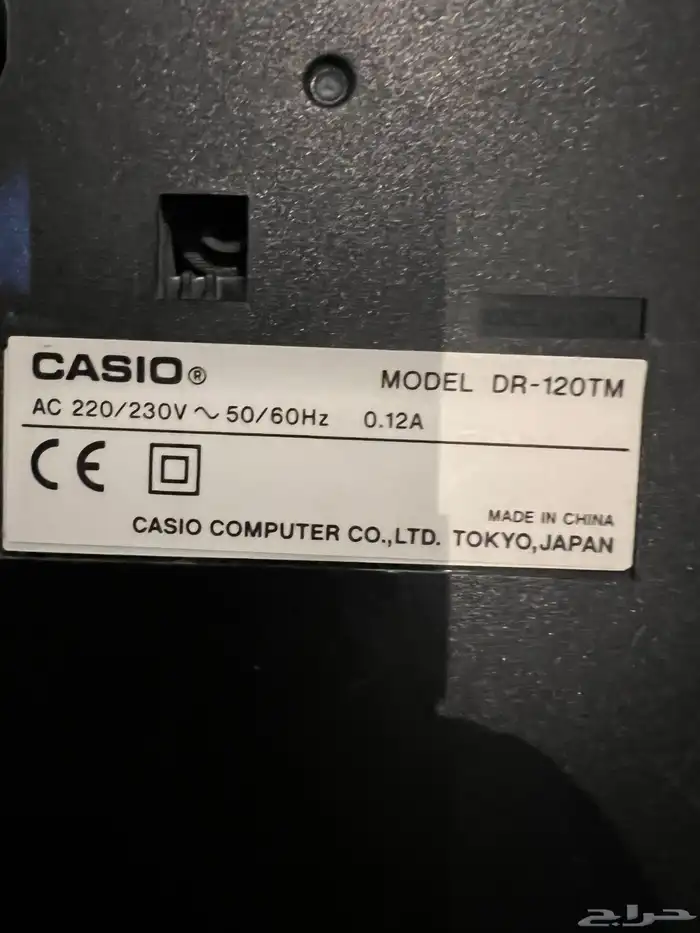 CASIO®
MODEL DR-120TM
AC 220/230V ~ 50/60Hz 0.12A
CE
MADE IN CHINA
CASIO COMPUTER CO.,LTD. TOKYO,JAPAN
حراج